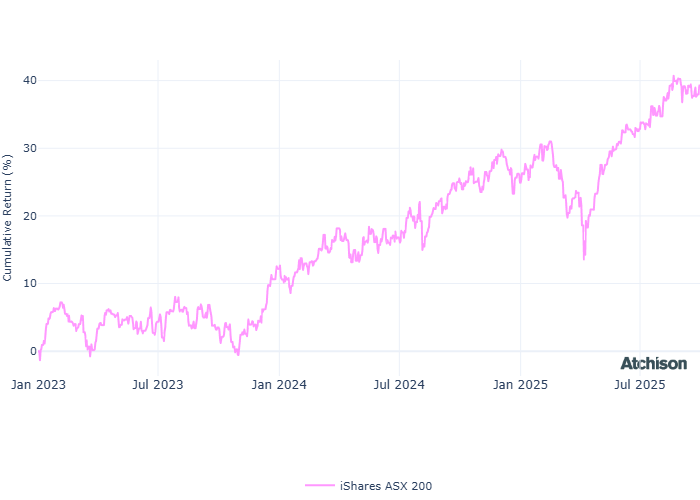 Cumulative Return (%)
40
30
20
10
0
Jan 2023
Jul 2023
Jan 2024
Jul 2024
Jan 2025
Jul 2025
Atchison
iShares ASX 200